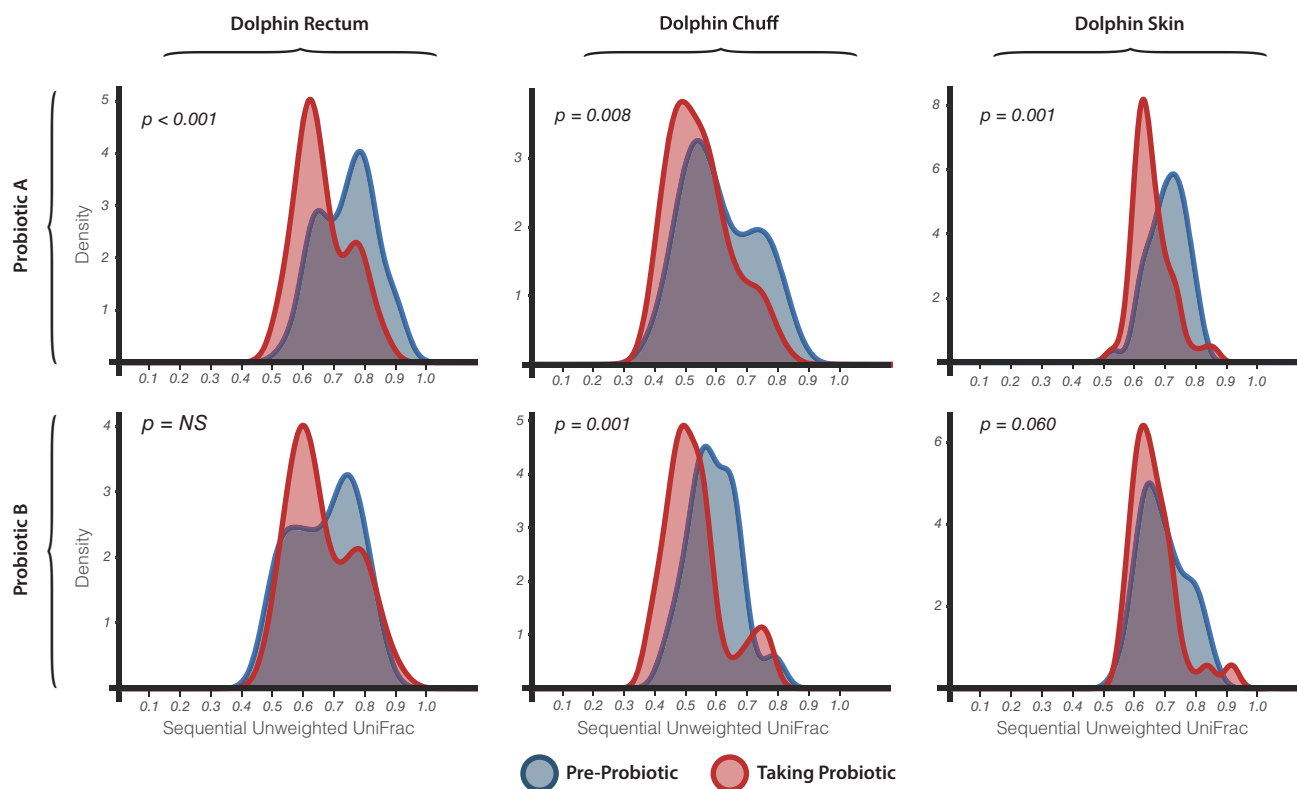 Dolphin Rectum
Dolphin Chuff
Dolphin Skin
Probiotic A
Density
p < 0.001
5
4
3
2
1
0.1 0.2 0.3 0.4 0.5 0.6 0.7 0.8 0.9 1.0
p = 0.008
3
2
1
0.1 0.2 0.3 0.4 0.5 0.6 0.7 0.8 0.9 1.0
p = 0.001
8
6
4
2
0.1 0.2 0.3 0.4 0.5 0.6 0.7 0.8 0.9 1.0
Probiotic B
Density
p = NS
4
3
2
1
0.1 0.2 0.3 0.4 0.5 0.6 0.7 0.8 0.9 1.0
Sequential Unweighted UniFrac
p = 0.001
5
4
3
2
1
0.1 0.2 0.3 0.4 0.5 0.6 0.7 0.8 0.9 1.0
Sequential Unweighted UniFrac
p = 0.060
6
4
2
0.1 0.2 0.3 0.4 0.5 0.6 0.7 0.8 0.9 1.0
Sequential Unweighted UniFrac
Pre-Probiotic
Taking Probiotic